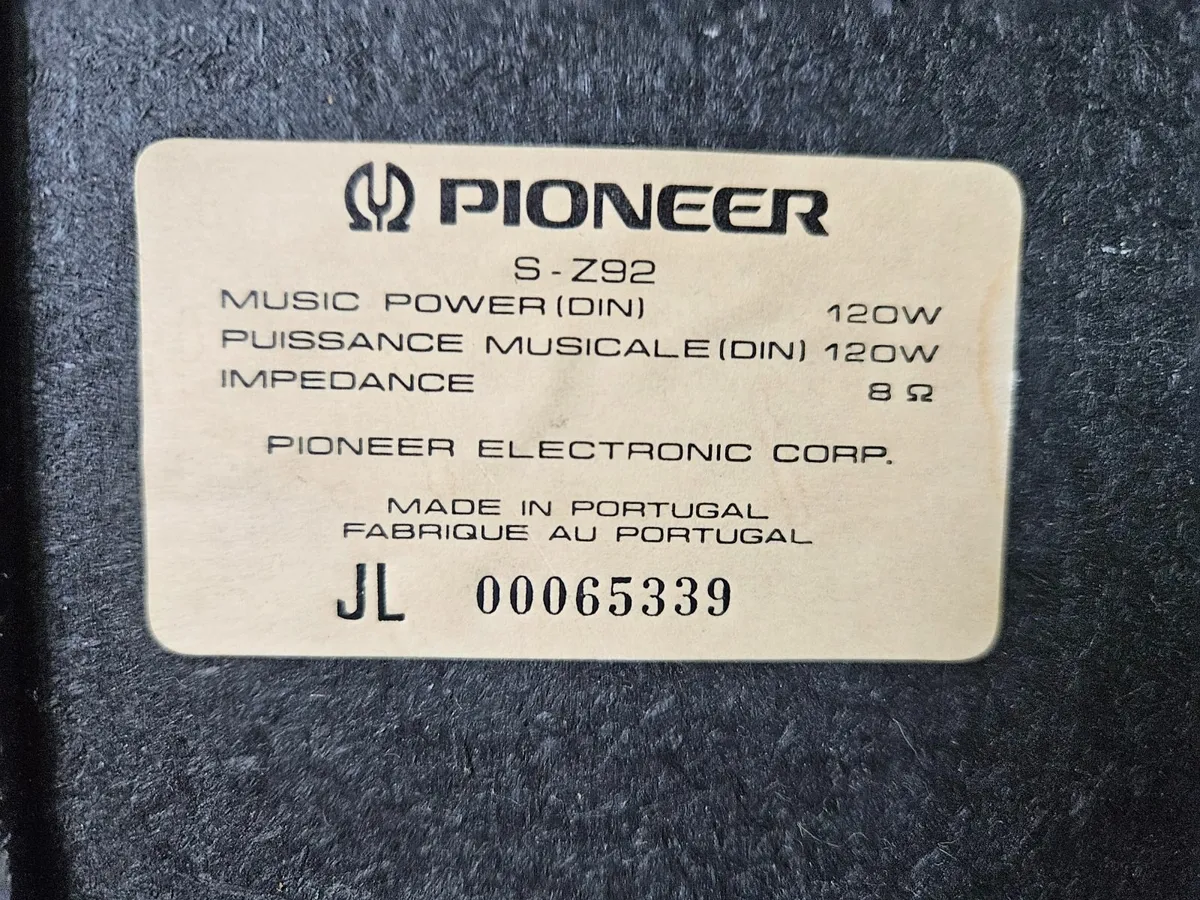 PIONEER
S-Z92
MUSIC POWER (DIN) 120W
PUISSANCE MUSICALE (DIN) 120W
IMPEDANCE 8 Ω
PIONEER ELECTRONIC CORP.
MADE IN PORTUGAL
FABRIQUE AU PORTUGAL
JL 00065339